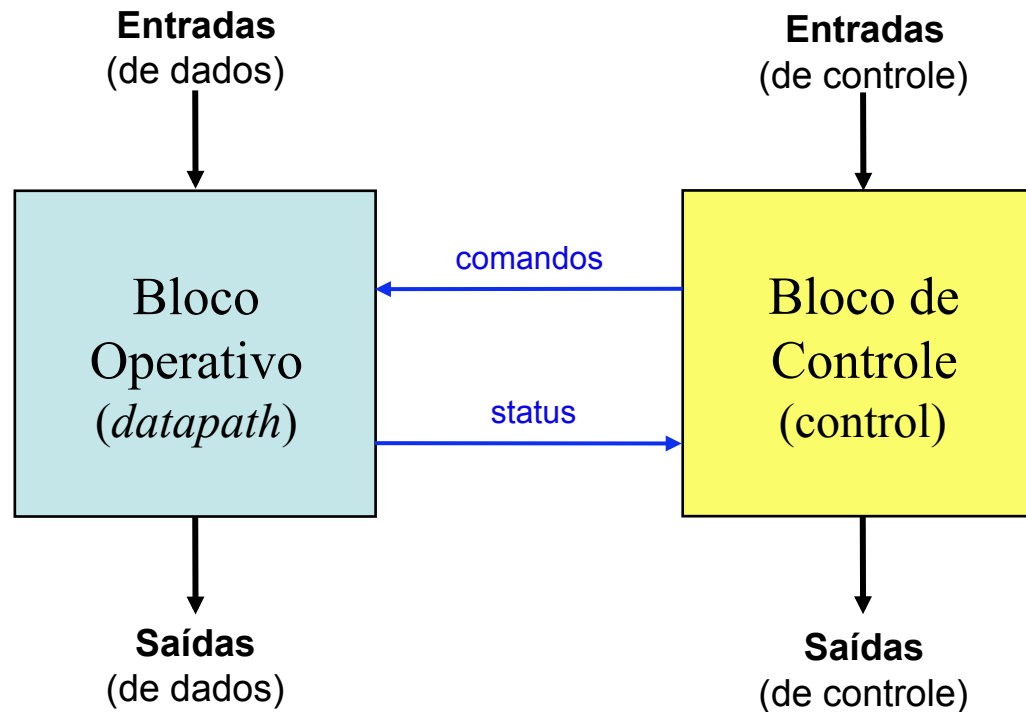 Entradas
(de dados)
Entradas
(de controle)
comandos
Bloco
Operativo
(datapath)
Bloco de
Controle
(control)
status
Saídas
(de dados)
Saídas
(de controle)